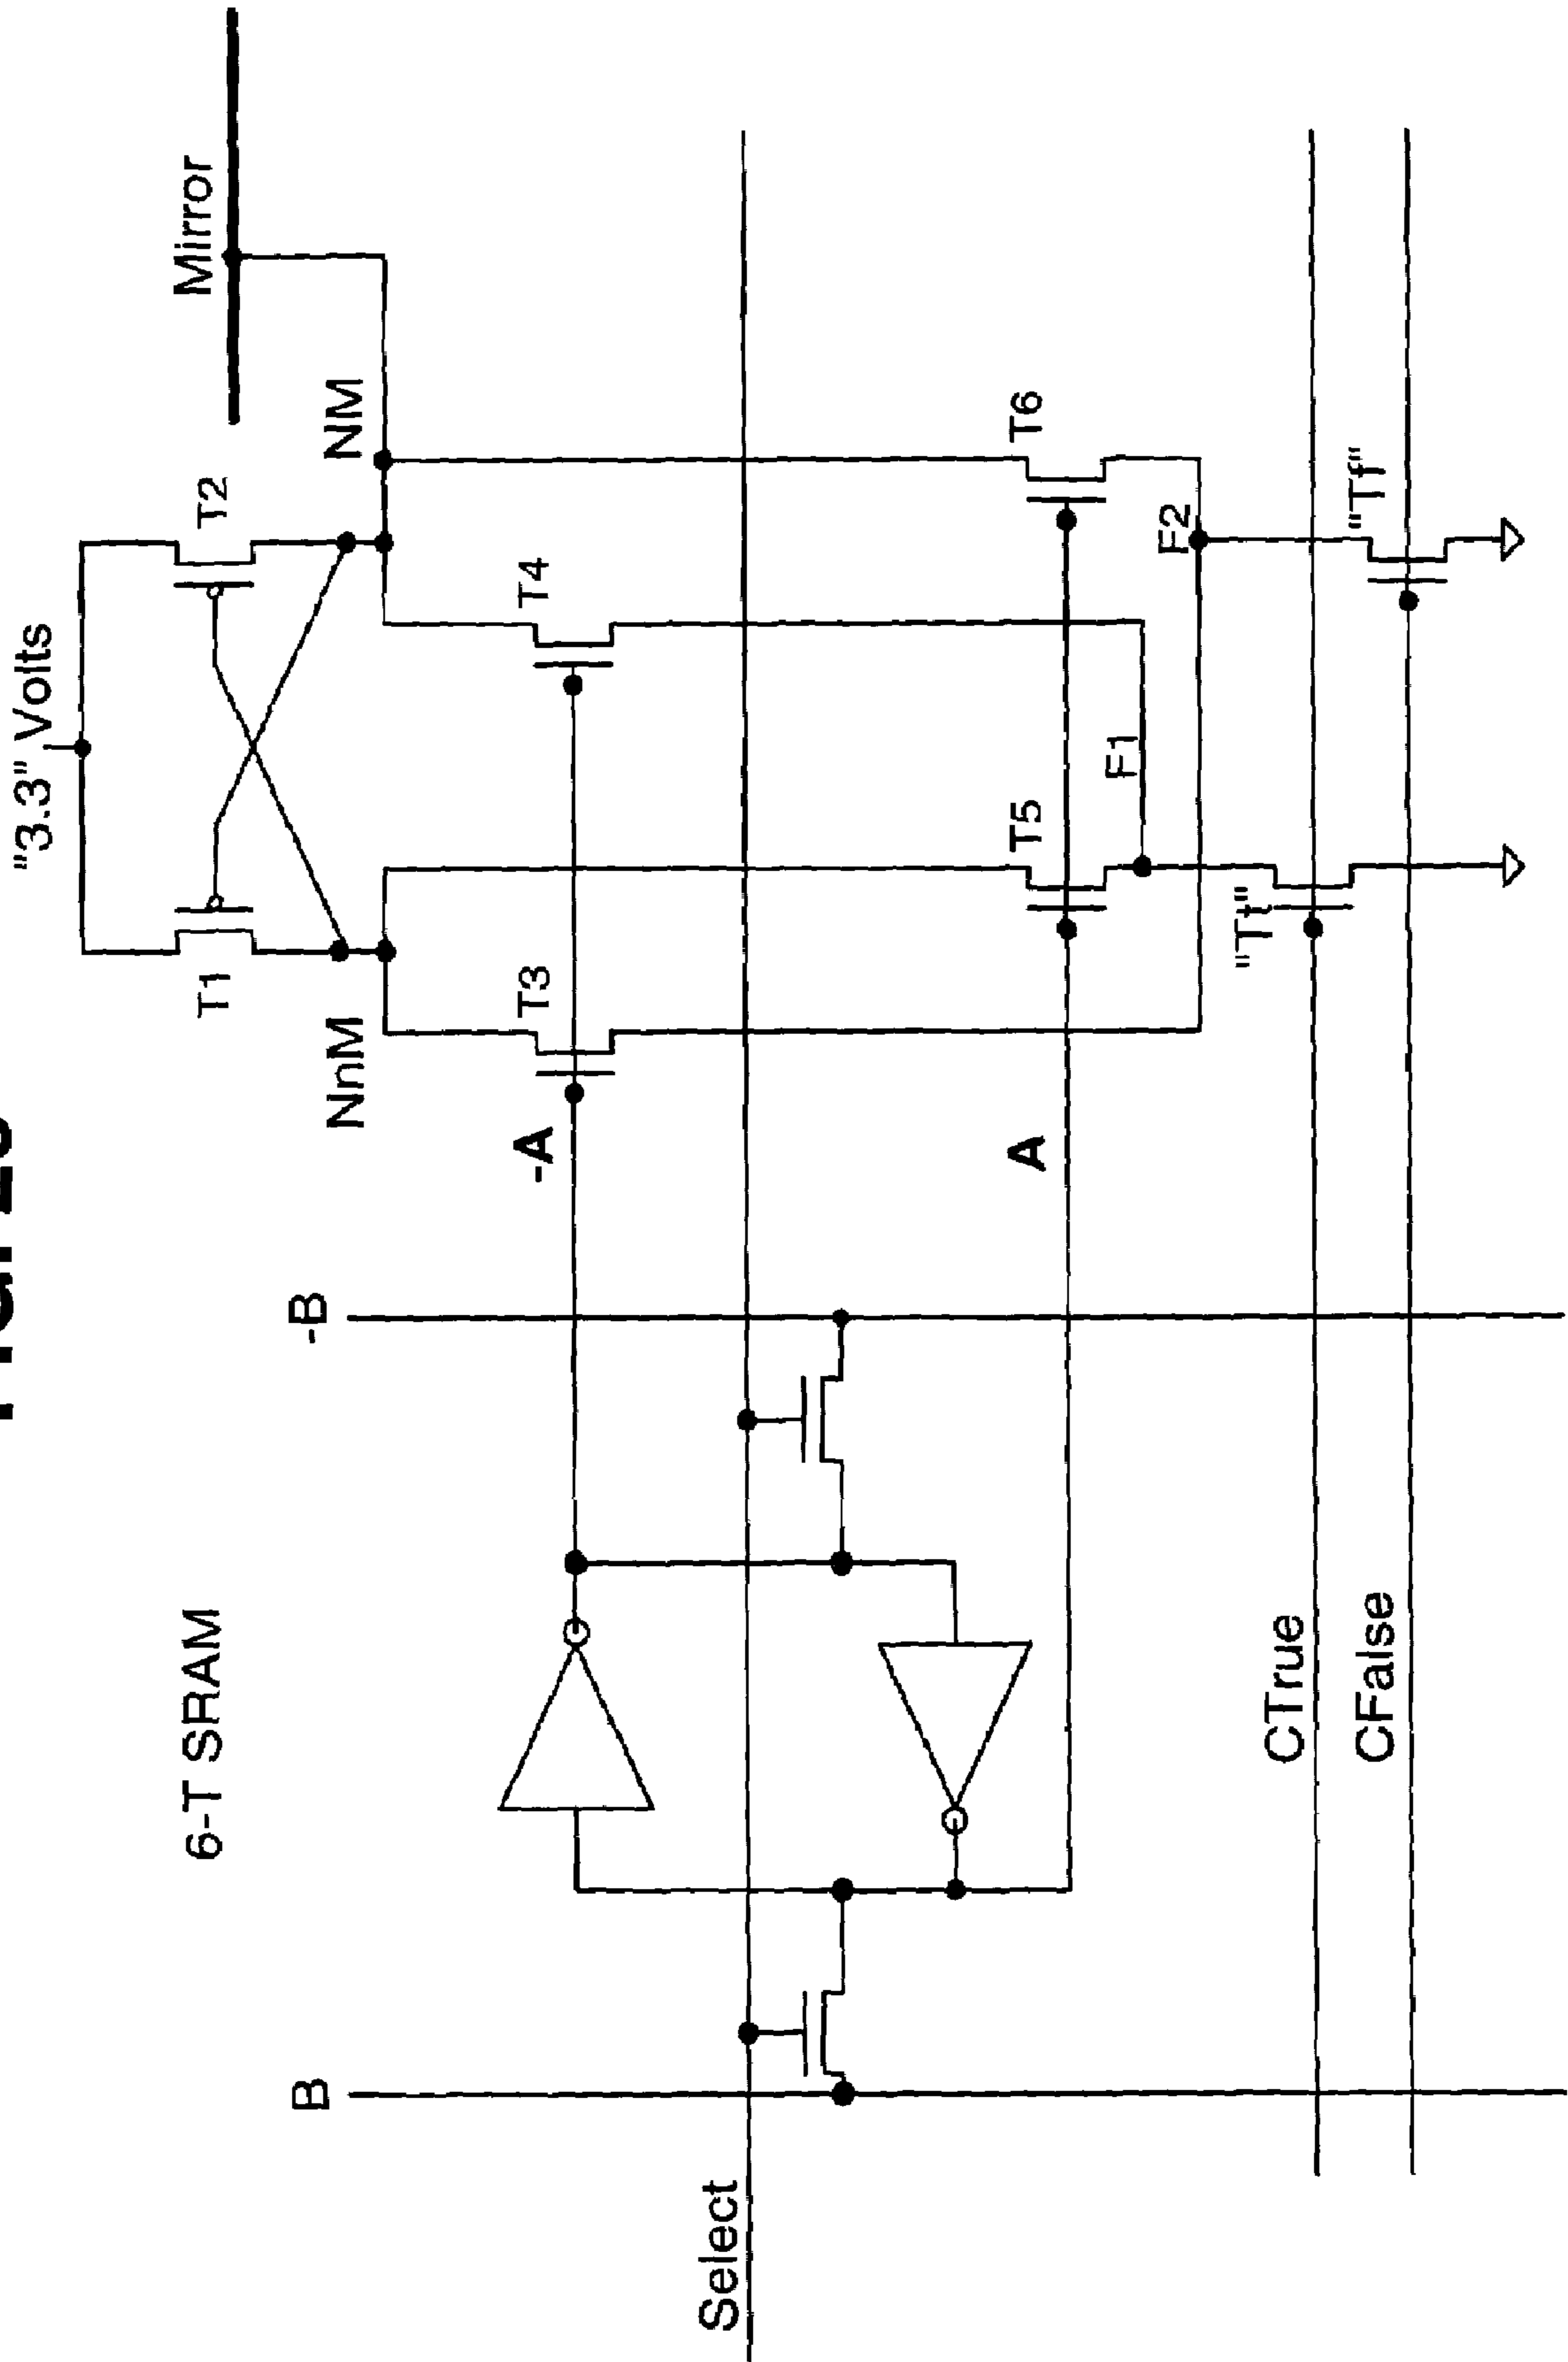 "3.3" Volts
Mirror
6-T SRAM
T1
T2
B
-B
NnM
NM
-A
T3
T4
Select
A
T5
T6
F1
F2
CTrue
"Tt"
CFalse
"Tf"